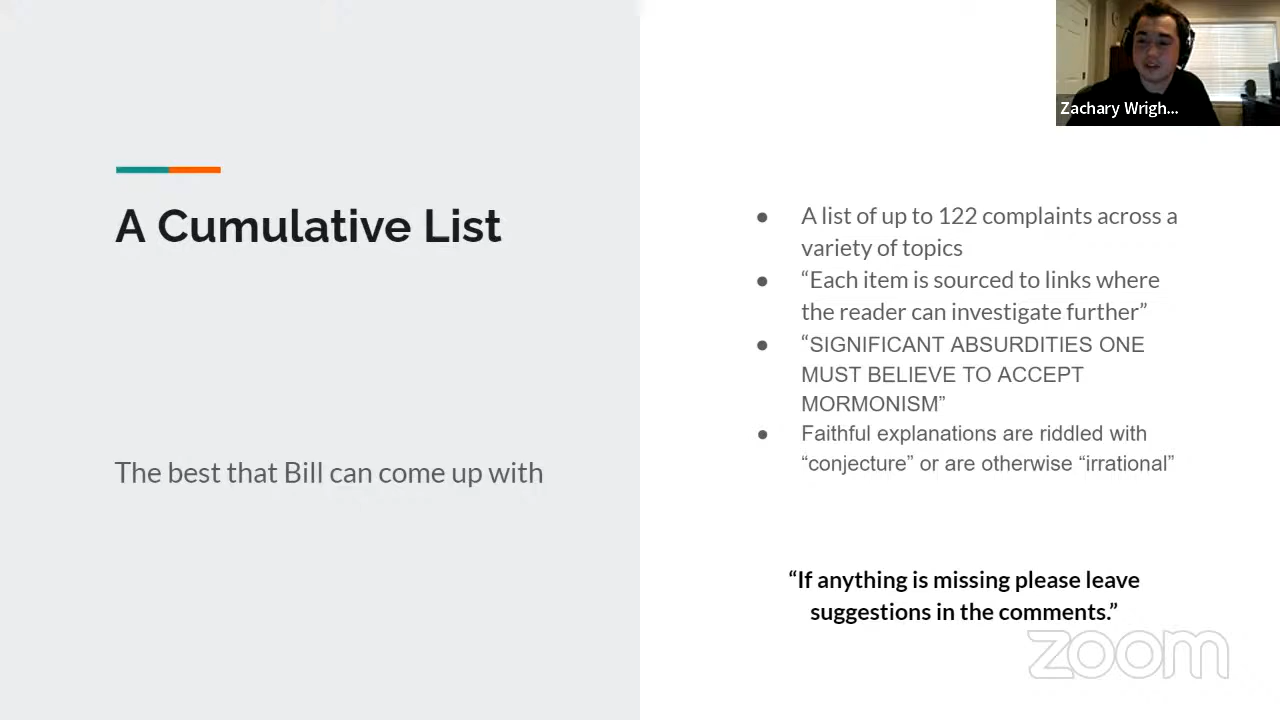 Zachary Wrigh...
A Cumulative List
The best that Bill can come up with
● A list of up to 122 complaints across a
variety of topics
● “Each item is sourced to links where
the reader can investigate further”
● “SIGNIFICANT ABSURDITIES ONE
MUST BELIEVE TO ACCEPT
MORMONISM”
● Faithful explanations are riddled with
“conjecture” or are otherwise “irrational”
“If anything is missing please leave
suggestions in the comments.”
zoom